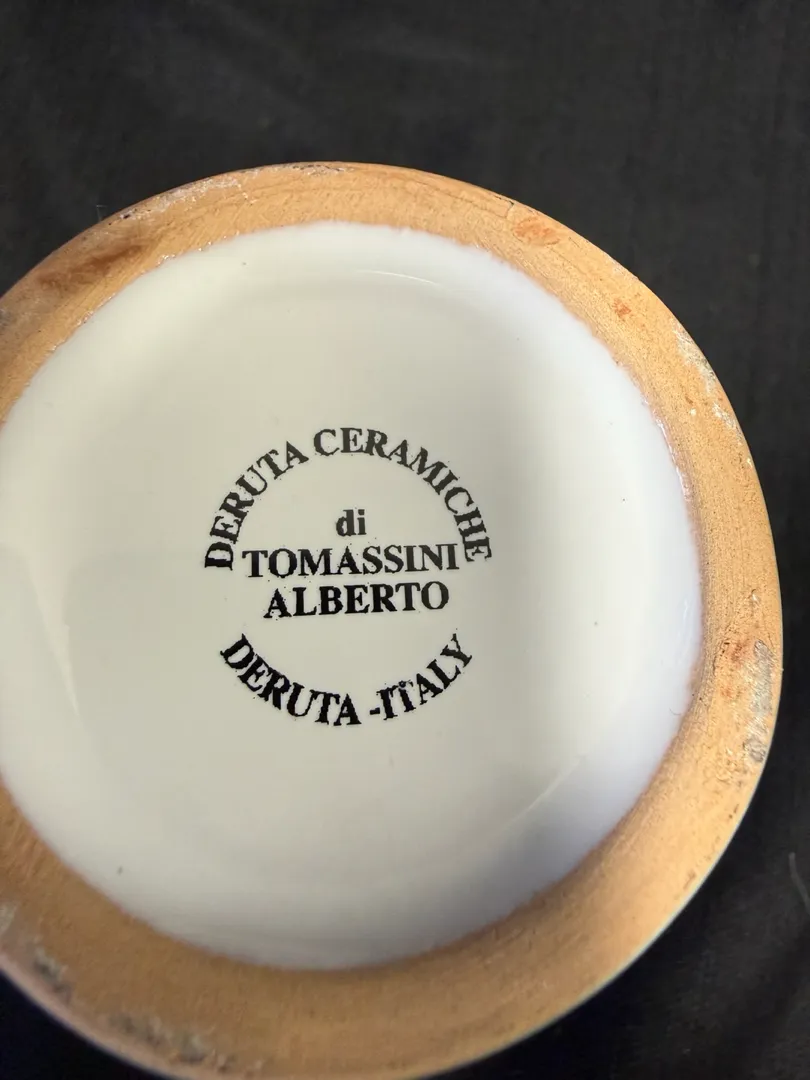 DERUTA CERAMICHE
di
TOMASSINI
ALBERTO
DERUTA -ITALY